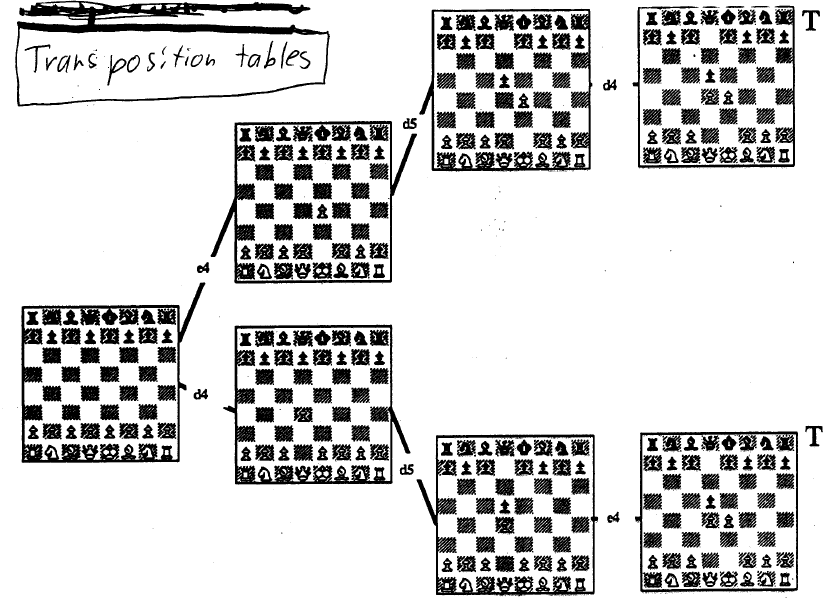 Transposition tables
T
d4
d5
e4
d4
T
d5
e4